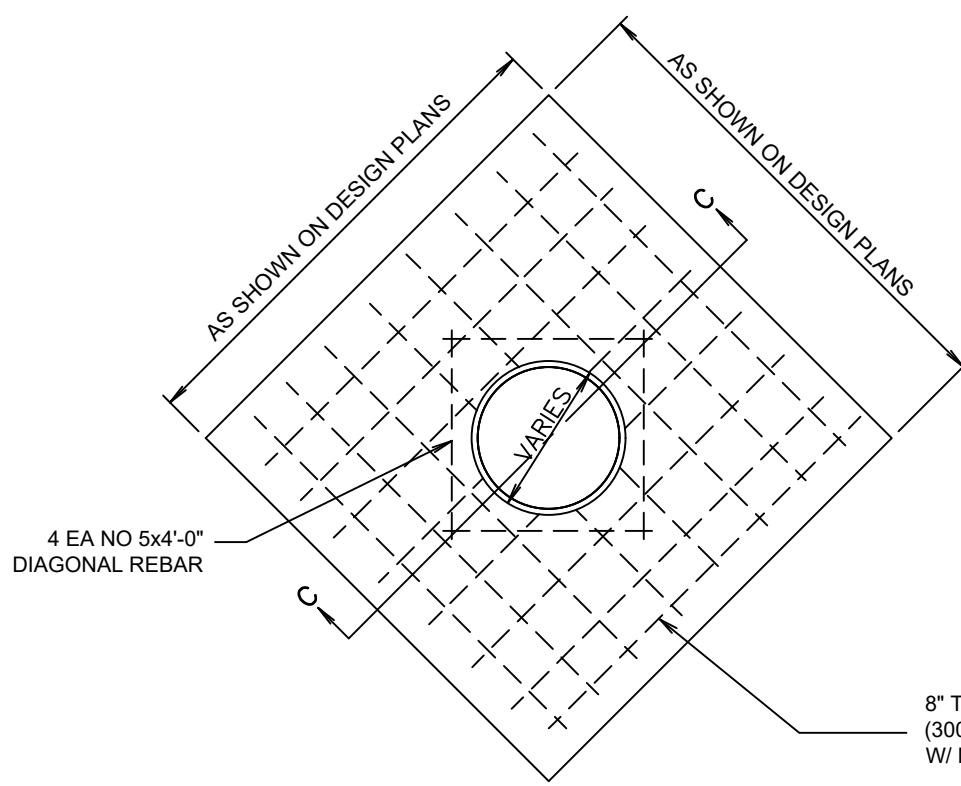 AS SHOWN ON DESIGN PLANS
AS SHOWN ON DESIGN PLANS
C
VARIES
4 EA NO 5x4'-0"
DIAGONAL REBAR
C
8" T
(300
W/